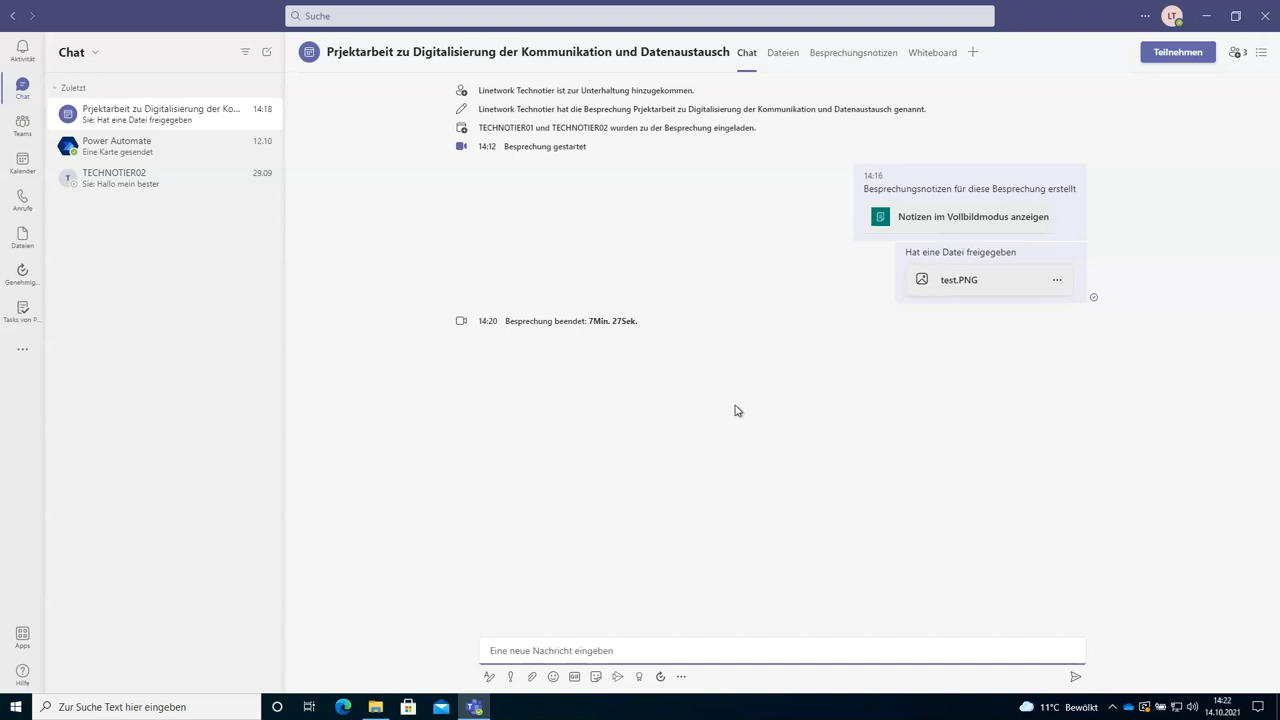 Suche
LT
Aktivität
Chat
Teams
Kalender
Anrufe
Dateien
Genehmig...
Tasks von P...
Apps
Hilfe
Chat
Zuletzt
Prjektarbeit zu Digitalisierung der Ko... 14:18
Sie: Hat eine Datei freigegeben
Power Automate 12.10
Eine Karte gesendet
T
TECHNOTIER02 29.09
Sie: Hallo mein bester
Prjektarbeit zu Digitalisierung der Kommunikation und Datenaustausch Chat Dateien Besprechungsnotizen Whiteboard Teilnehmen 3
Linetwork Technotier ist zur Unterhaltung hinzugekommen.
Linetwork Technotier hat die Besprechung Prjektarbeit zu Digitalisierung der Kommunikation und Datenaustausch genannt.
TECHNOTIER01 und TECHNOTIER02 wurden zu der Besprechung eingeladen.
14:12 Besprechung gestartet
14:16
Besprechungsnotizen für diese Besprechung erstellt
Notizen im Vollbildmodus anzeigen
Hat eine Datei freigegeben
test.PNG
14:20 Besprechung beendet: 7Min. 27Sek.
Eine neue Nachricht eingeben
GIF
Zur Suche Text hier eingeben
11°C Bewölkt
14:22
14.10.2021